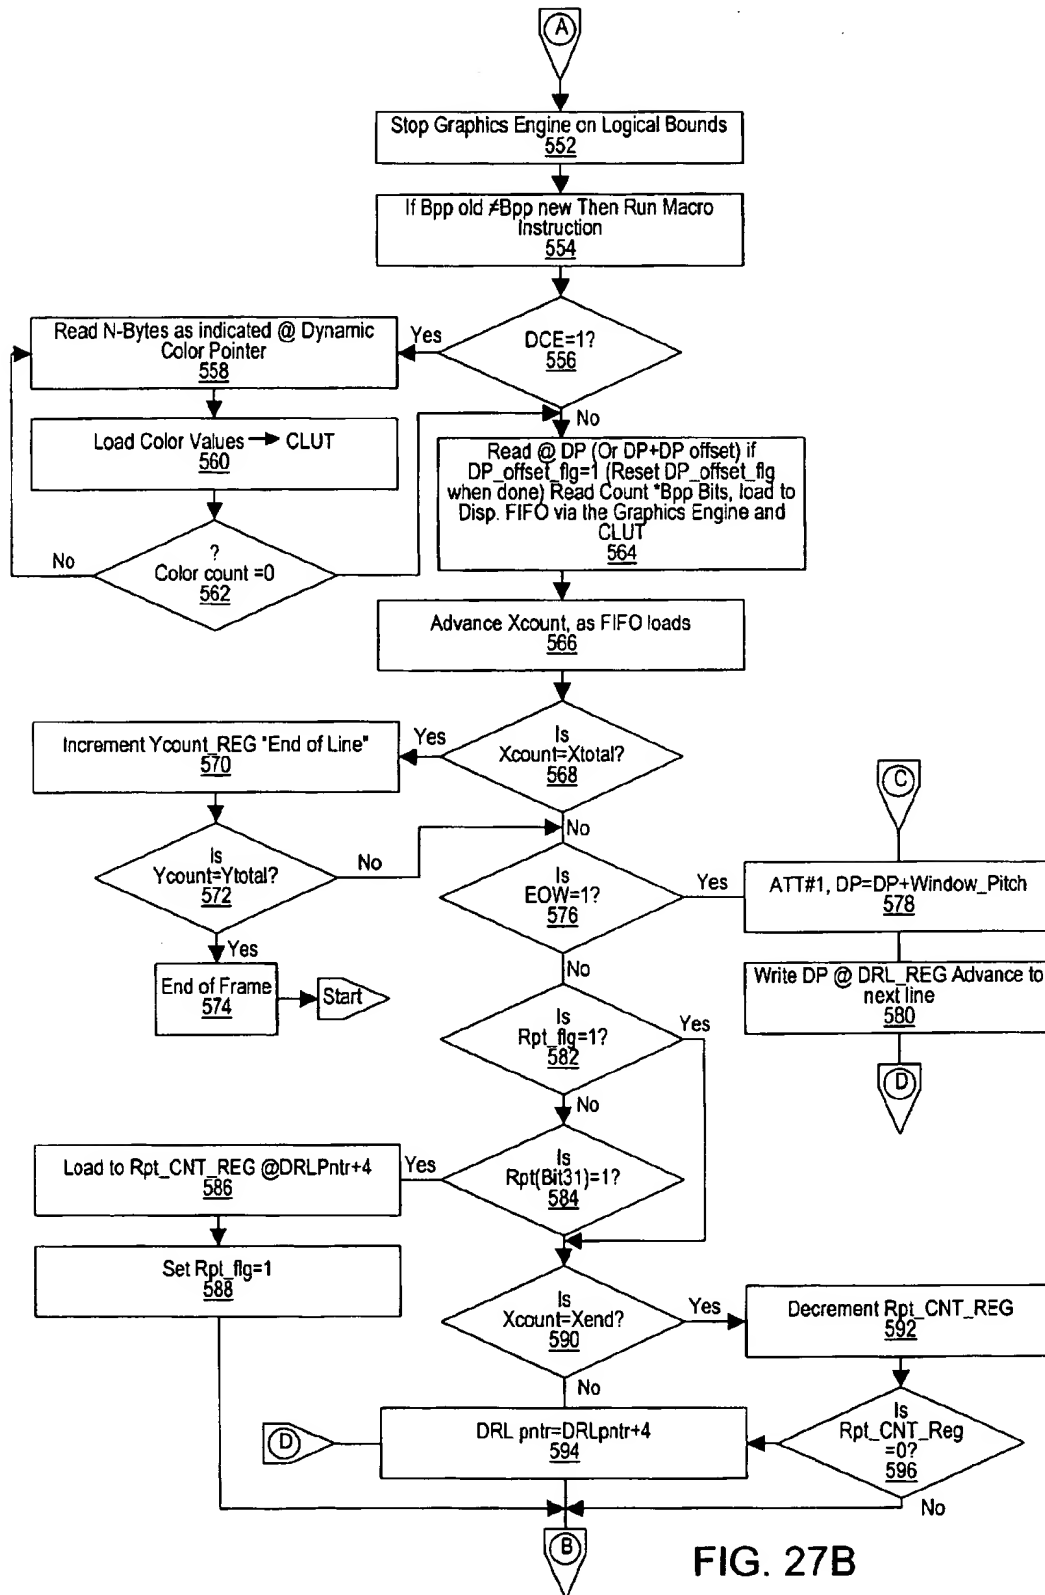 A
Stop Graphics Engine on Logical Bounds
552
If Bpp old ≠Bpp new Then Run Macro
Instruction
554
DCE=1?
556
Yes
No
Read N-Bytes as indicated @ Dynamic
Color Pointer
558
Load Color Values → CLUT
560
?
Color count =0
562
No
Read @ DP (Or DP+DP offset) if
DP_offset_flg=1 (Reset DP_offset_flg
when done) Read Count *Bpp Bits, load to
Disp. FIFO via the Graphics Engine and
CLUT
564
Advance Xcount, as FIFO loads
566
Is
Xcount=Xtotal?
568
Yes
No
Increment Ycount_REG "End of Line"
570
Is
Ycount=Ytotal?
572
No
Yes
End of Frame
574
Start
Is
EOW=1?
576
Yes
No
C
ATT#1, DP=DP+Window_Pitch
578
Write DP @ DRL_REG Advance to
next line
580
D
Is
Rpt_flg=1?
582
Yes
No
Is
Rpt(Bit31)=1?
584
Yes
Load to Rpt_CNT_REG @DRLPntr+4
586
Set Rpt_flg=1
588
Is
Xcount=Xend?
590
Yes
No
Decrement Rpt_CNT_REG
592
Is
Rpt_CNT_Reg
=0?
596
No
D
DRL pntr=DRLpntr+4
594
B
FIG. 27B